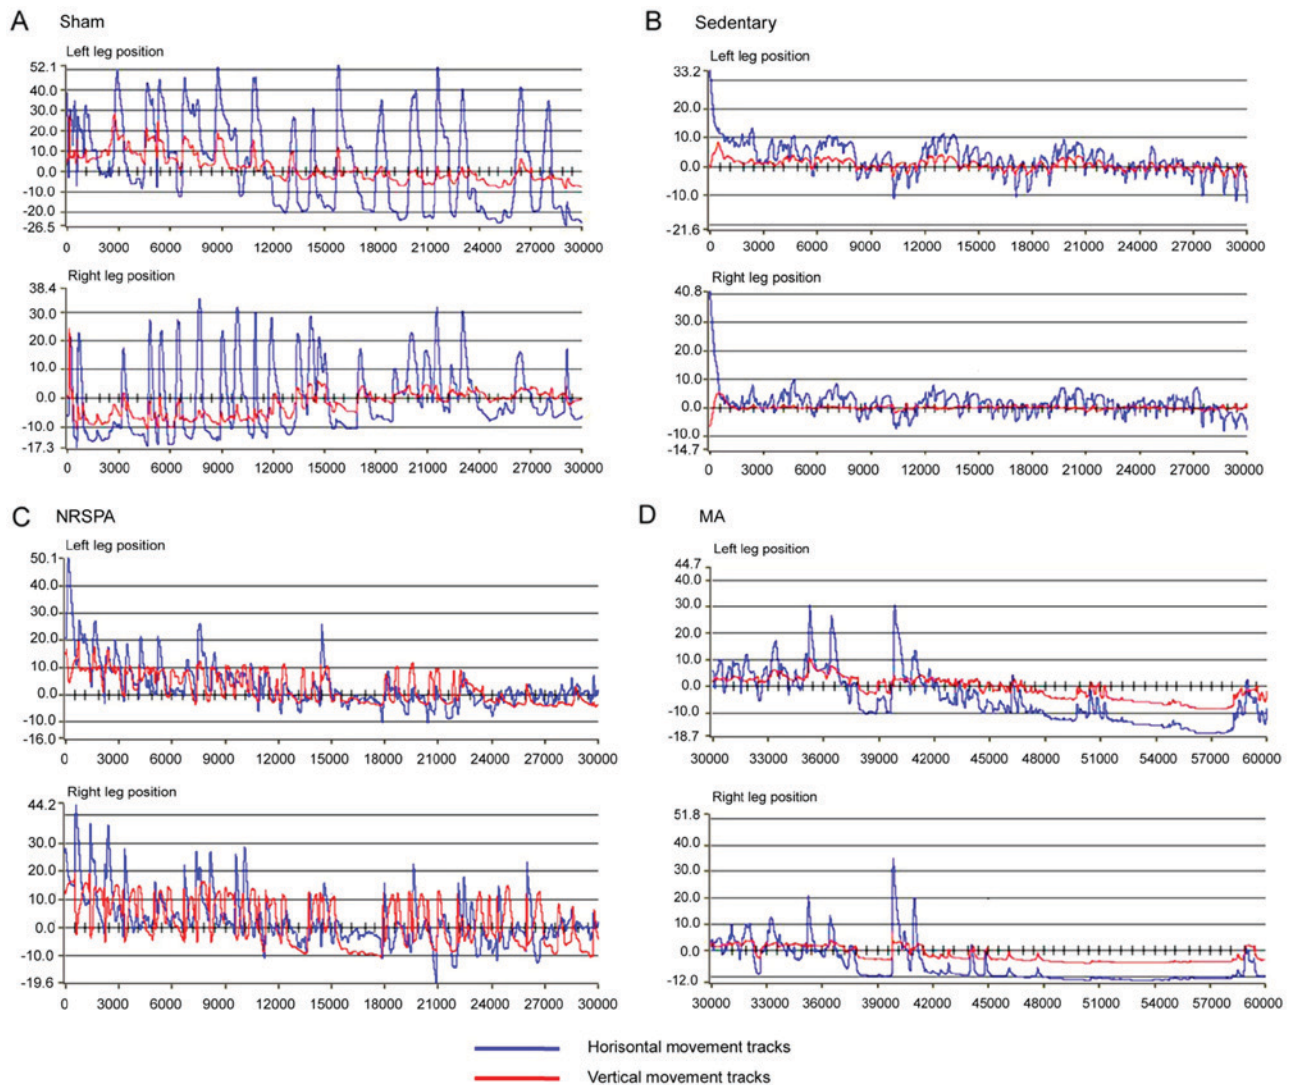 A Sham
Left leg position
52.1
40.0
30.0
20.0
10.0
0.0
-10.0
-20.0
-26.5
0 3000 6000 9000 12000 15000 18000 21000 24000 27000 30000
Right leg position
38.4
30.0
20.0
10.0
0.0
-10.0
-17.3
0 3000 6000 9000 12000 15000 18000 21000 24000 27000 30000
B Sedentary
Left leg position
33.2
20.0
10.0
0.0
-10.0
-21.6
0 3000 6000 9000 12000 15000 18000 21000 24000 27000 30000
Right leg position
40.8
30.0
20.0
10.0
0.0
-10.0
-14.7
0 3000 6000 9000 12000 15000 18000 21000 24000 27000 30000
C NRSPA
Left leg position
50.1
40.0
30.0
20.0
10.0
0.0
-10.0
-16.0
0 3000 6000 9000 12000 15000 18000 21000 24000 27000 30000
Right leg position
44.2
30.0
20.0
10.0
0.0
-10.0
-19.6
0 3000 6000 9000 12000 15000 18000 21000 24000 27000 30000
D MA
Left leg position
44.7
40.0
30.0
20.0
10.0
0.0
-10.0
-18.7
30000 33000 36000 39000 42000 45000 48000 51000 54000 57000 60000
Right leg position
51.8
40.0
30.0
20.0
10.0
0.0
-12.0
30000 33000 36000 39000 42000 45000 48000 51000 54000 57000 60000
Horisontal movement tracks
Vertical movement tracks